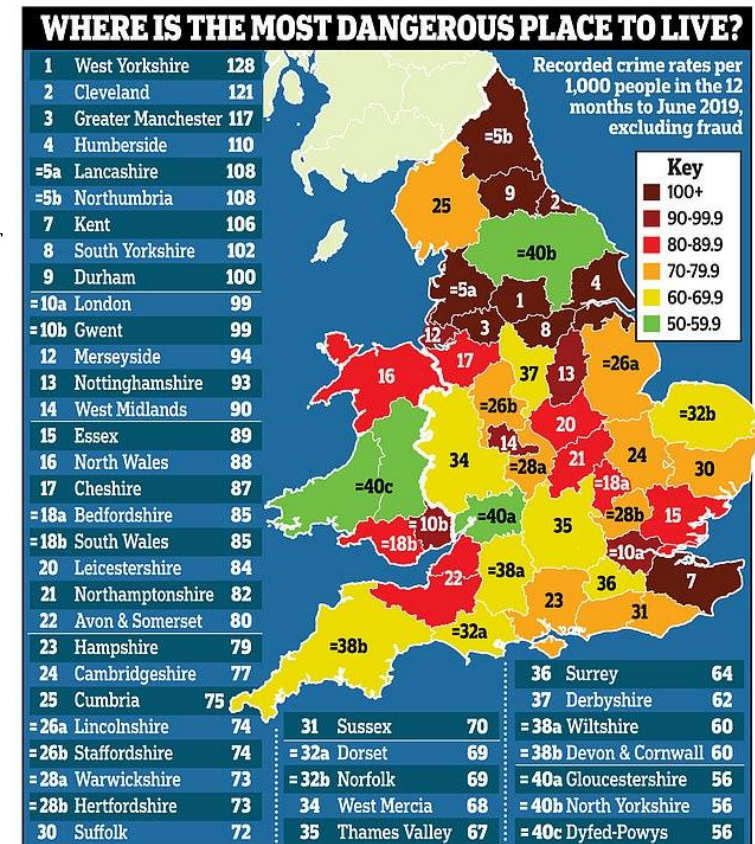 WHERE IS THE MOST DANGEROUS PLACE TO LIVE?
Recorded crime rates per
1,000 people in the 12
months to June 2019,
excluding fraud
Key
100+
90-99.9
80-89.9
70-79.9
60-69.9
50-59.9
1 West Yorkshire 128
2 Cleveland 121
3 Greater Manchester 117
4 Humberside 110
=5a Lancashire 108
=5b Northumbria 108
7 Kent 106
8 South Yorkshire 102
9 Durham 100
=10a London 99
=10b Gwent 99
12 Merseyside 94
13 Nottinghamshire 93
14 West Midlands 90
15 Essex 89
16 North Wales 88
17 Cheshire 87
=18a Bedfordshire 85
=18b South Wales 85
20 Leicestershire 84
21 Northamptonshire 82
22 Avon & Somerset 80
23 Hampshire 79
24 Cambridgeshire 77
25 Cumbria 75
=26a Lincolnshire 74
=26b Staffordshire 74
=28a Warwickshire 73
=28b Hertfordshire 73
30 Suffolk 72
31 Sussex 70
=32a Dorset 69
=32b Norfolk 69
34 West Mercia 68
35 Thames Valley 67
36 Surrey 64
37 Derbyshire 62
=38a Wiltshire 60
=38b Devon & Cornwall 60
=40a Gloucestershire 56
=40b North Yorkshire 56
=40c Dyfed-Powys 56
=5b
25
9
2
=40b
=5a
1
4
12
3
8
17
16
37
13
=26a
=26b
20
=32b
14
34
=28a
21
24
30
=18a
=40c
=10b
=40a
35
=28b
15
=18b
=10a
22
=38a
36
7
23
31
=38b
=32a